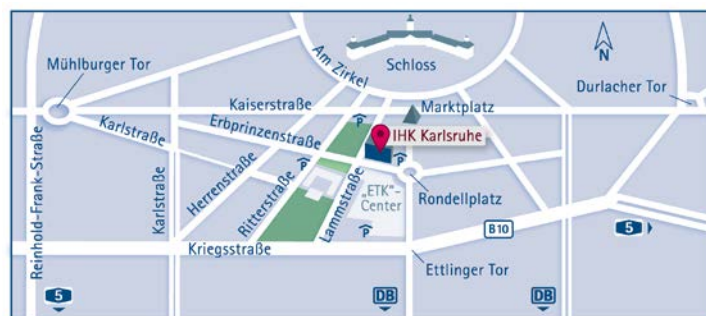 Mühlburger Tor
Am Zirkel
Schloss
N
Durlacher Tor
Kaiserstraße
Marktplatz
Karlstraße
Erbprinzenstraße
P
IHK Karlsruhe
P
P
Reinhold-Frank-Straße
Karlstraße
Herrenstraße
Ritterstraße
Lammstraße
„ETK“-
Center
Rondellplatz
P
B 10
5
Kriegsstraße
Ettlinger Tor
5
DB
DB